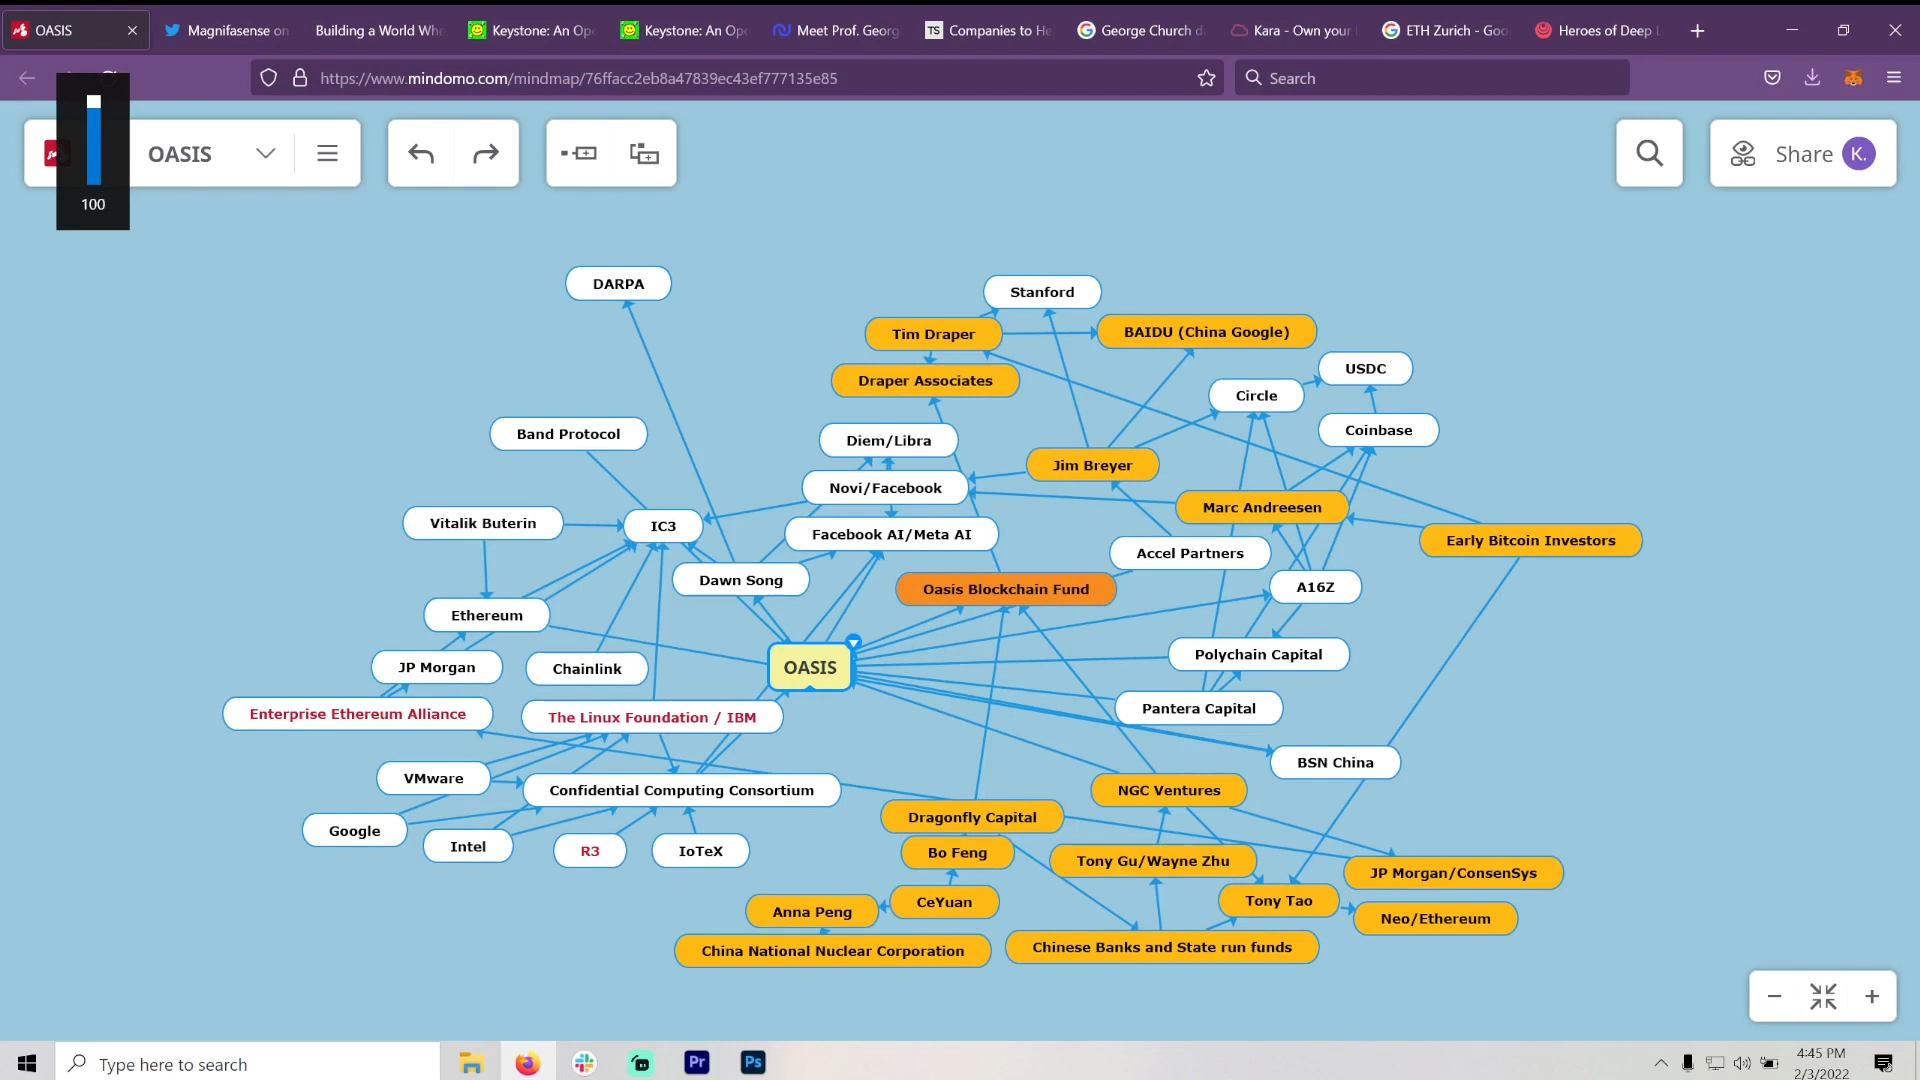 OASIS
Magnifasense on
Building a World Whe
Keystone: An Ope
Keystone: An Ope
Meet Prof. Georg
Companies to He
George Church d
Kara - Own your
ETH Zurich - Goo
Heroes of Deep L
https://www.mindomo.com/mindmap/76ffacc2eb8a47839ec43ef777135e85
Search
OASIS
Share
K.
100
DARPA
Stanford
Tim Draper
BAIDU (China Google)
Draper Associates
USDC
Circle
Band Protocol
Diem/Libra
Coinbase
Jim Breyer
Novi/Facebook
Marc Andreesen
Vitalik Buterin
IC3
Facebook AI/Meta AI
Early Bitcoin Investors
Accel Partners
Dawn Song
Oasis Blockchain Fund
A16Z
Ethereum
Polychain Capital
JP Morgan
Chainlink
OASIS
Enterprise Ethereum Alliance
The Linux Foundation / IBM
Pantera Capital
BSN China
VMware
Confidential Computing Consortium
NGC Ventures
Google
Intel
R3
IoTeX
Dragonfly Capital
Bo Feng
Tony Gu/Wayne Zhu
JP Morgan/ConsenSys
CeYuan
Tony Tao
Anna Peng
Neo/Ethereum
China National Nuclear Corporation
Chinese Banks and State run funds
Type here to search
Pr
Ps
4:45 PM
2/3/2022